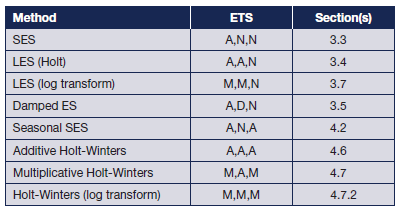 Method ETS Section(s)
SES A,N,N 3.3
LES (Holt) A,A,N 3.4
LES (log transform) M,M,N 3.7
Damped ES A,D,N 3.5
Seasonal SES A,N,A 4.2
Additive Holt-Winters A,A,A 4.6
Multiplicative Holt-Winters M,A,M 4.7
Holt-Winters (log transform) M,M,M 4.7.2